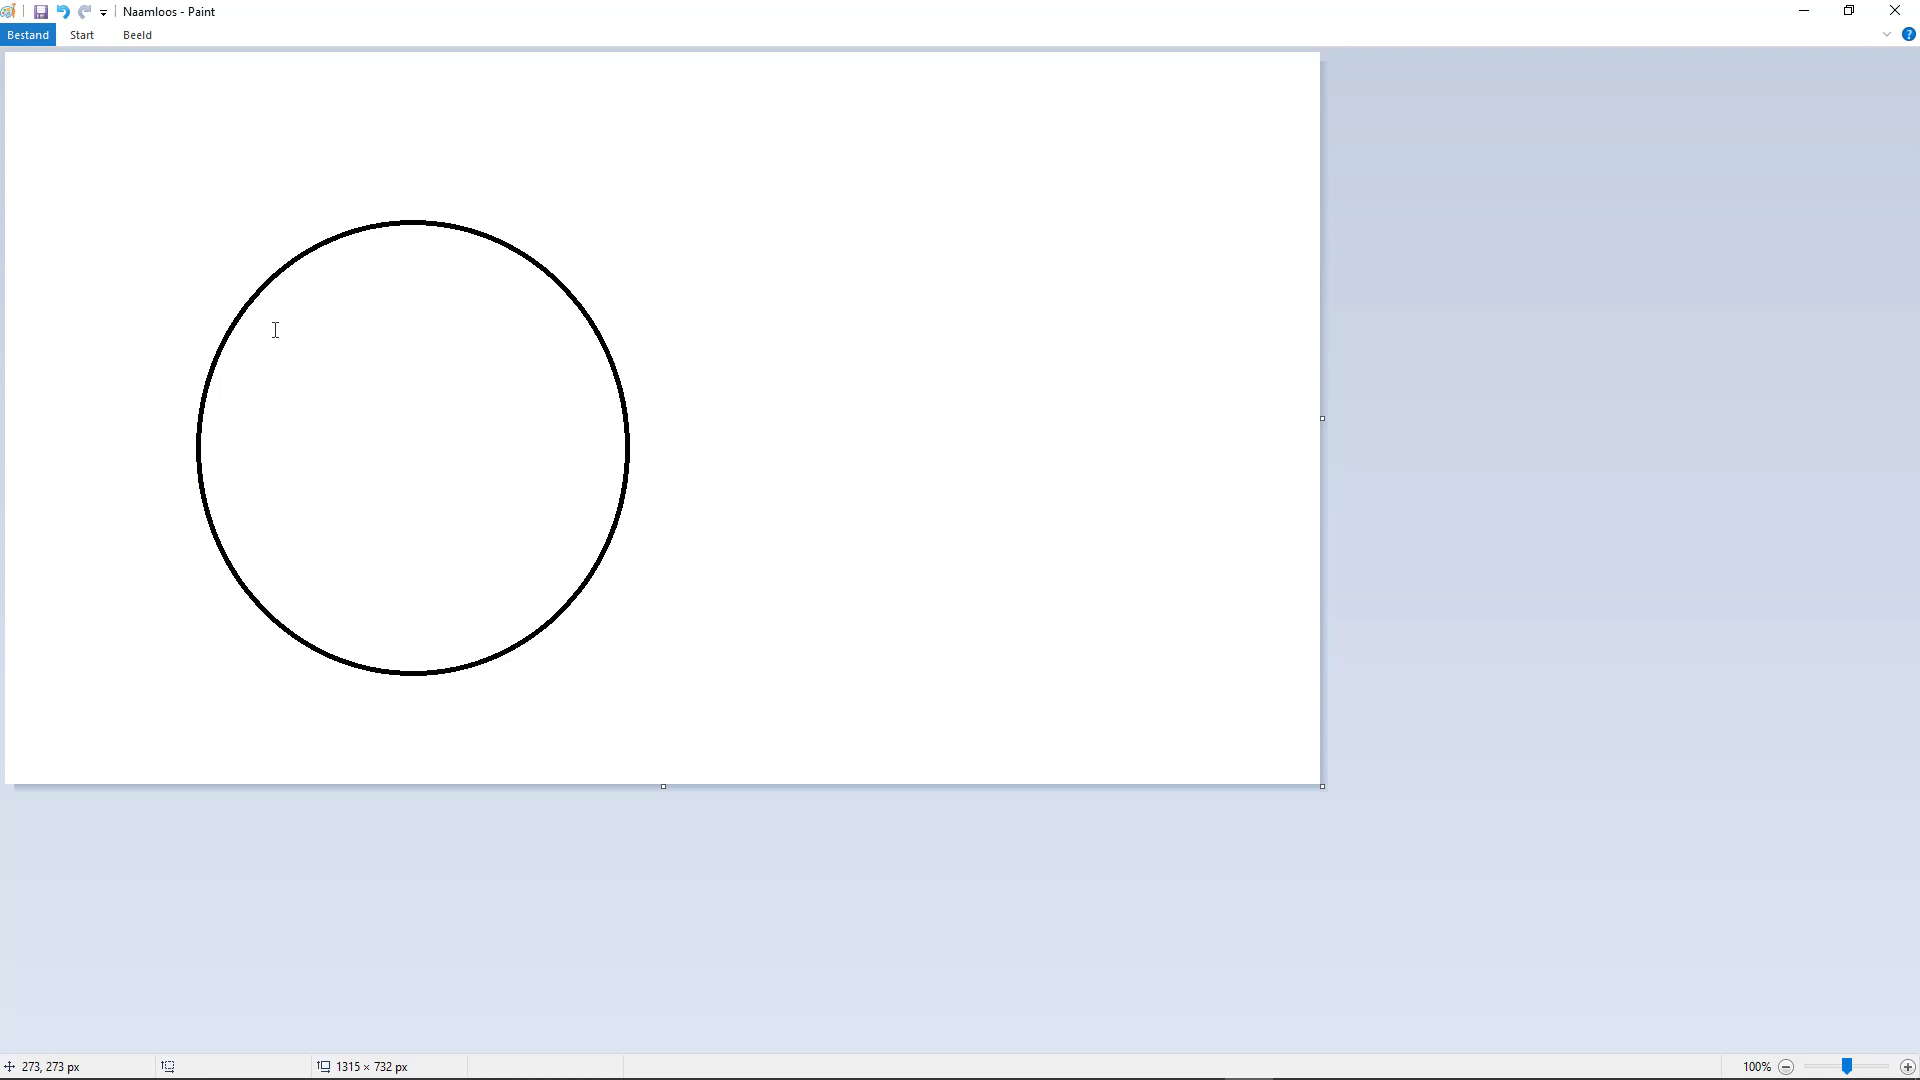 Naamloos - Paint
Bestand Start Beeld
?
273, 273 px 1315 × 732 px 100%